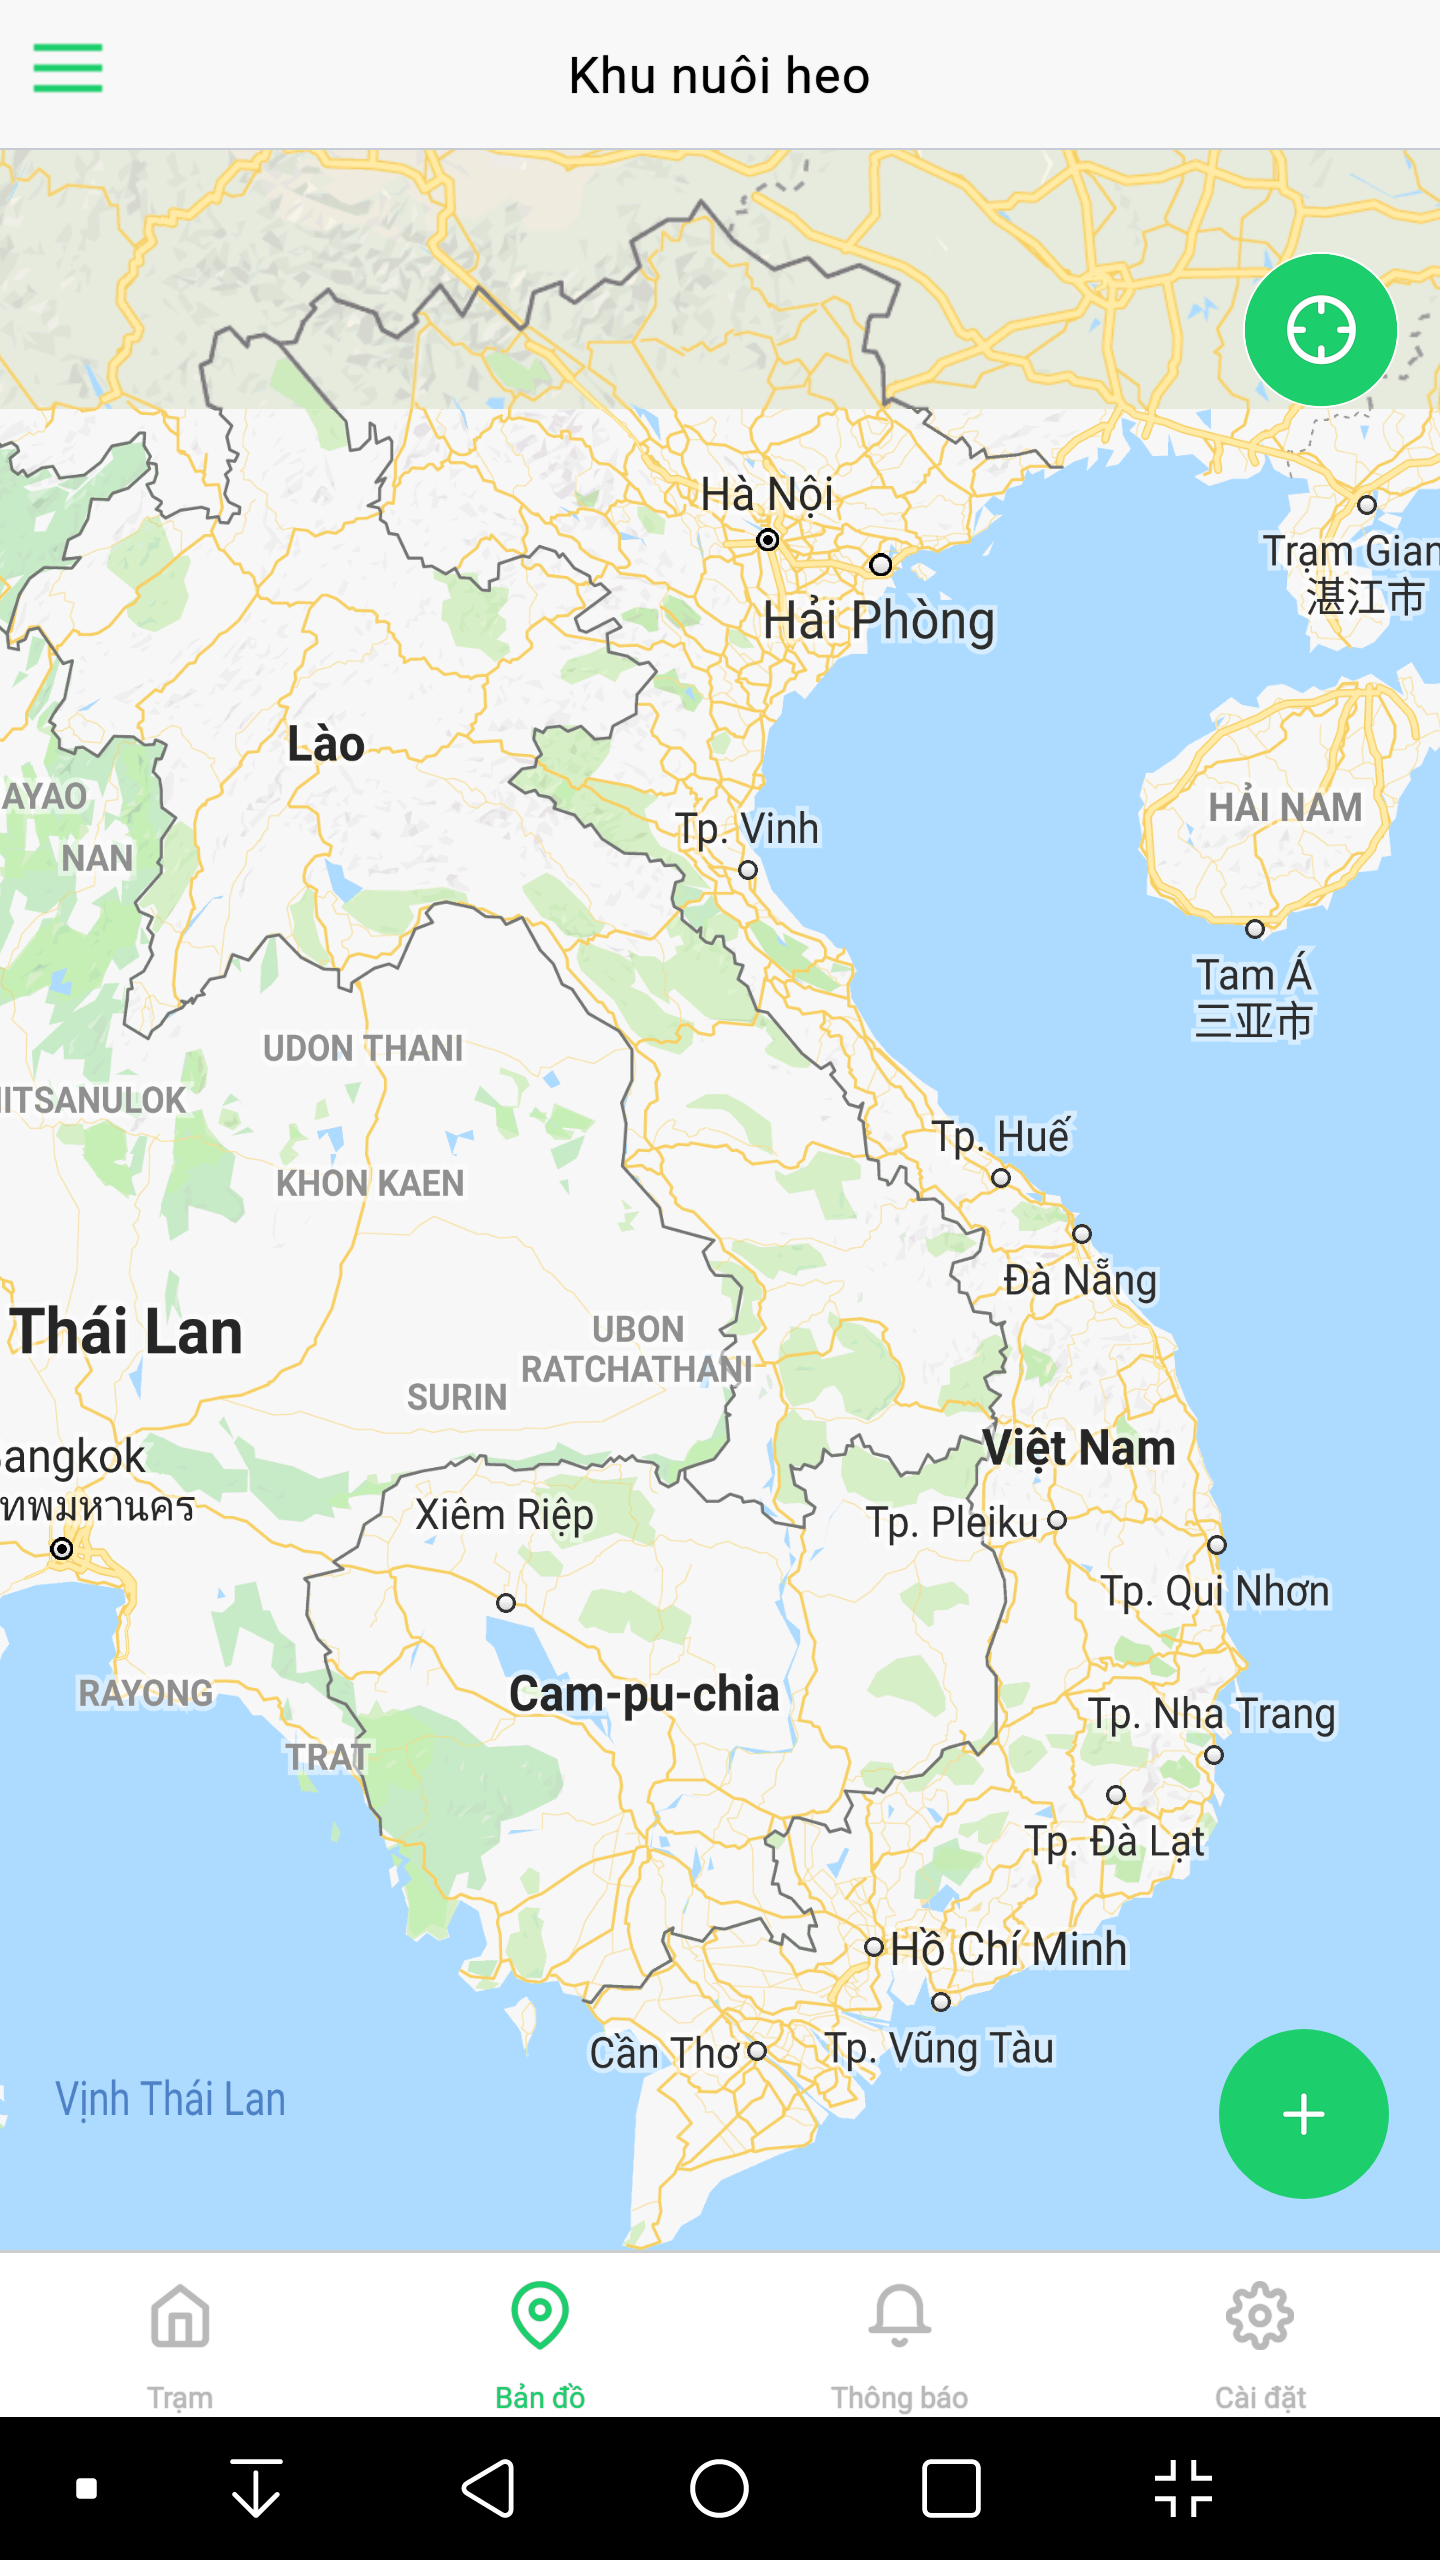 Khu nuôi heo
Hà Nội
Hải Phòng
Trạm Gian
湛江市
Lào
AYAO
NAN
Tp. Vinh
HẢI NAM
Tam Á
三亚市
UDON THANI
HITSANULOK
KHON KAEN
Tp. Huế
Đà Nẵng
Thái Lan
UBON
RATCHATHANI
SURIN
Việt Nam
angkok
ทพมหานคร
Xiêm Riệp
Tp. Pleiku
Tp. Qui Nhơn
Cam-pu-chia
RAYONG
Tp. Nha Trang
TRAT
Tp. Đà Lạt
Hồ Chí Minh
Cần Thơ
Tp. Vũng Tàu
Vịnh Thái Lan
Trạm
Bản đồ
Thông báo
Cài đặt